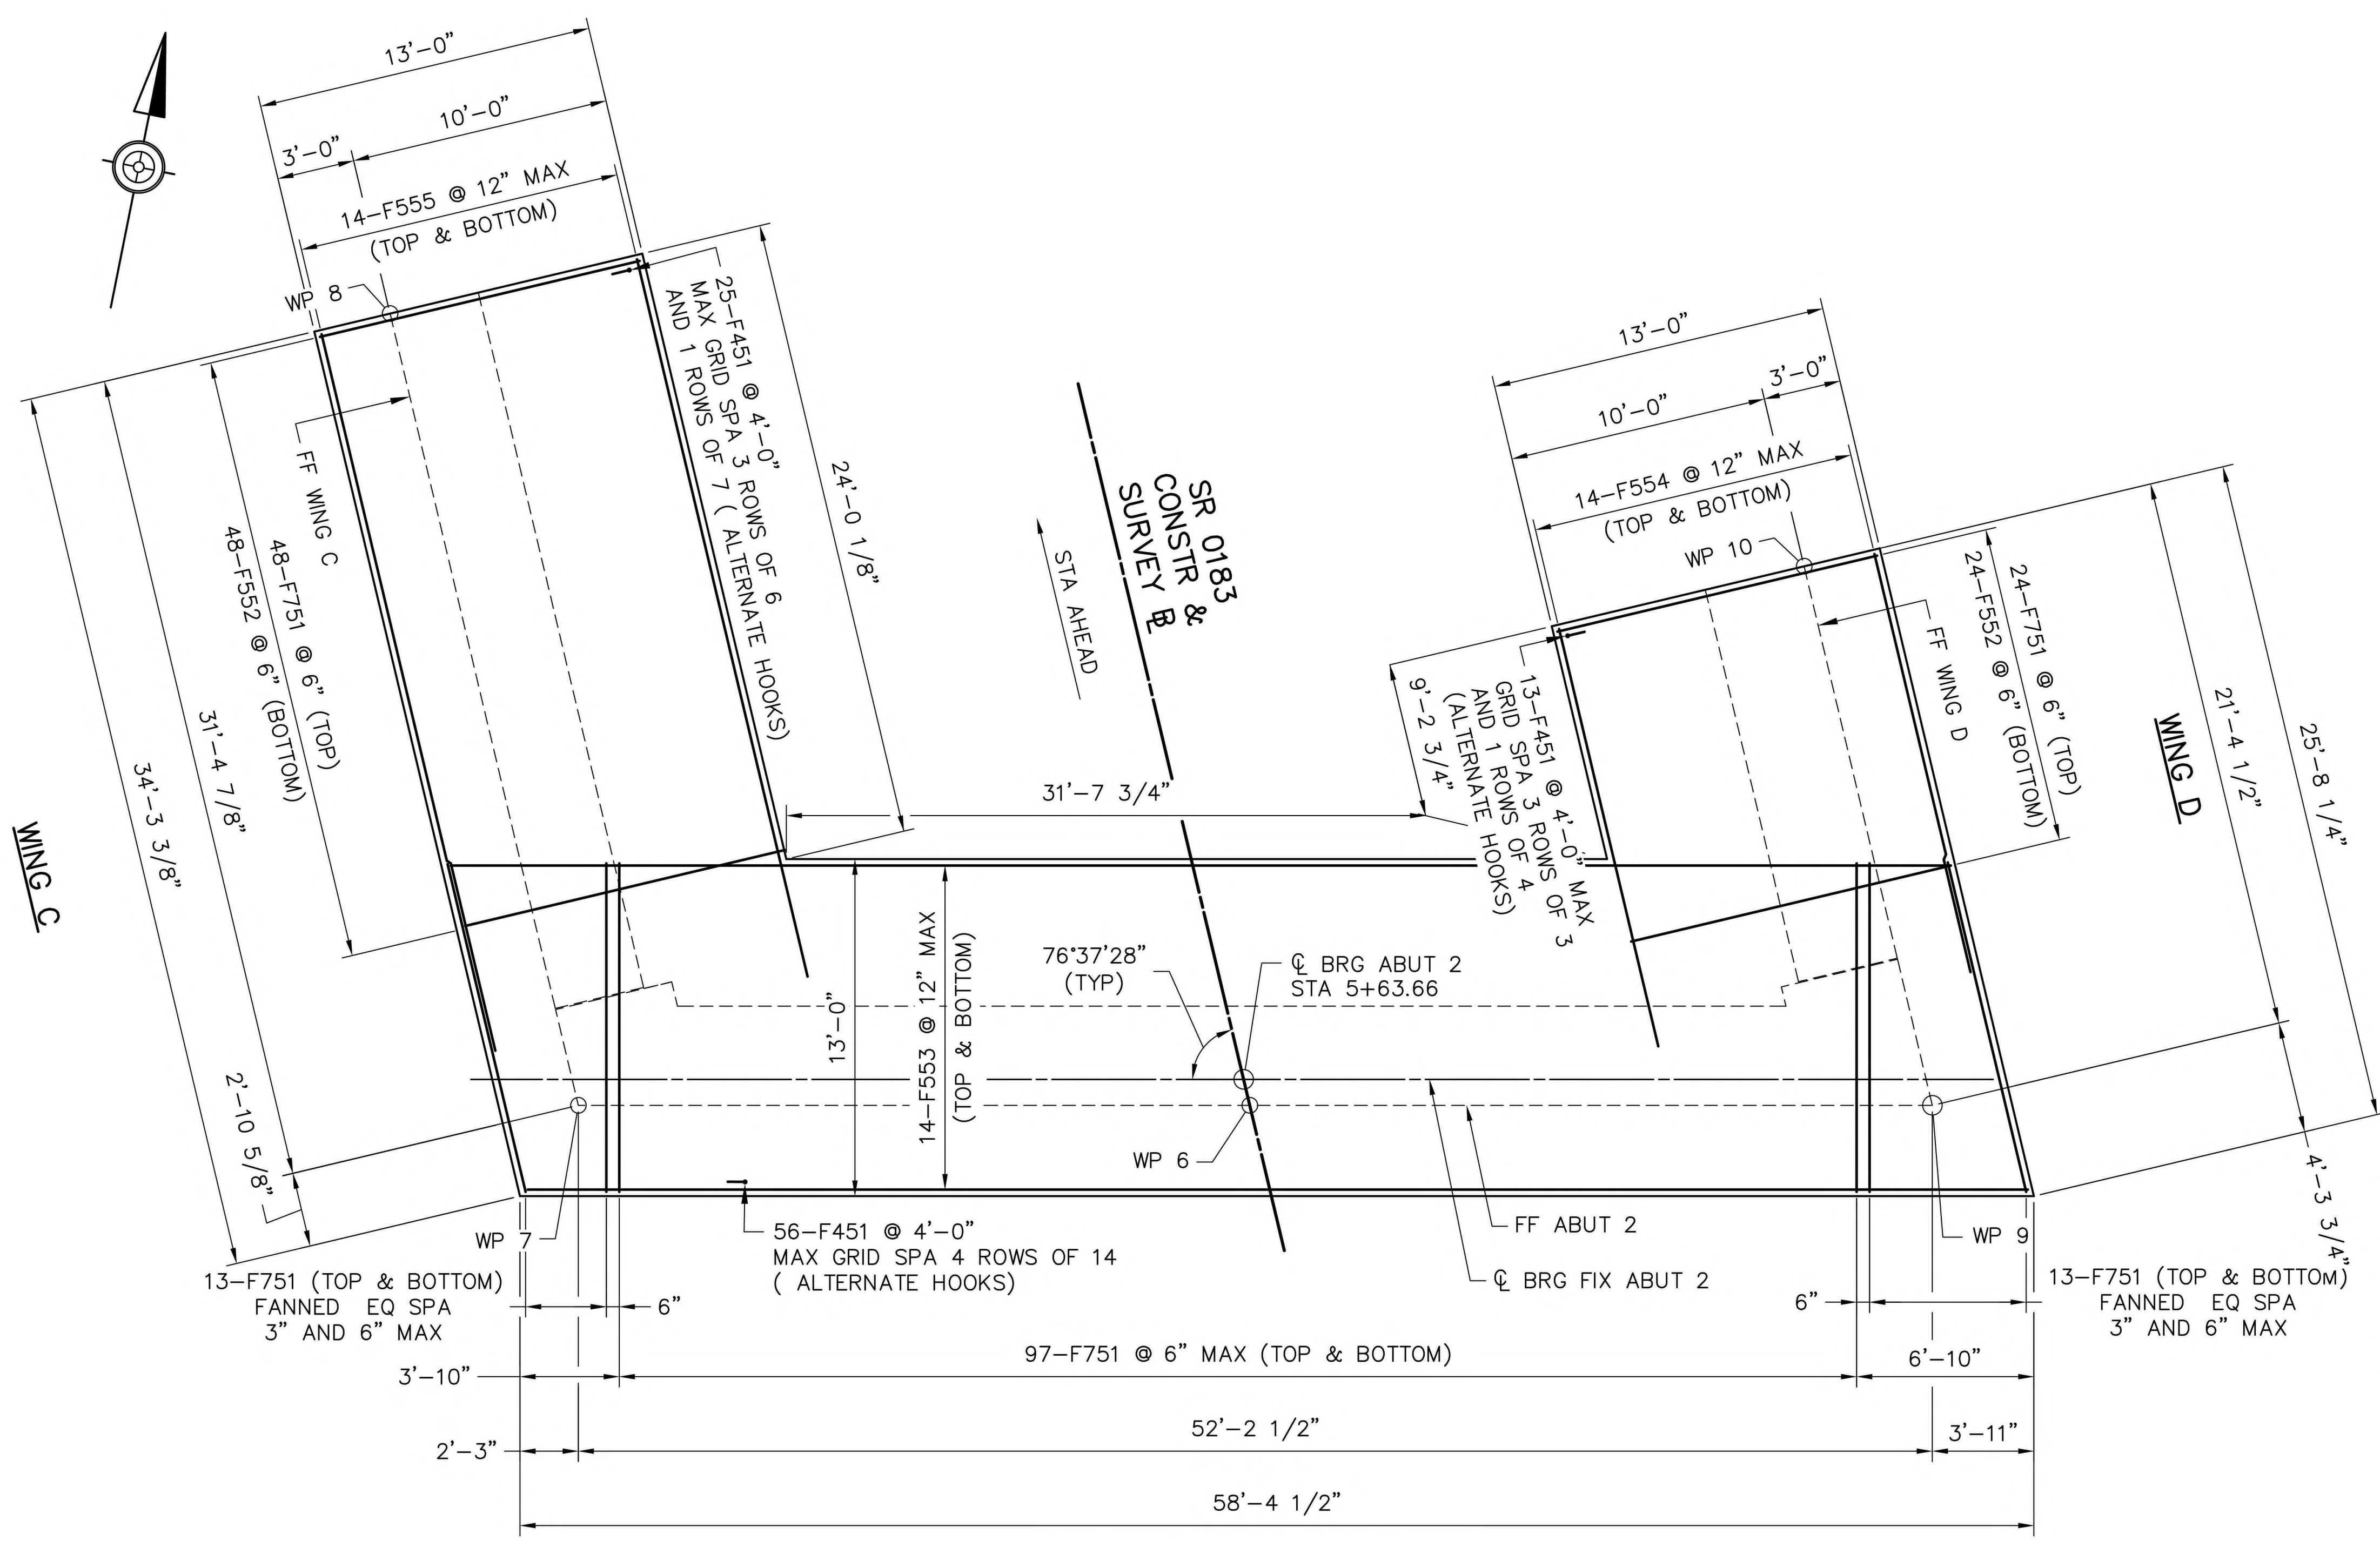 13'-0"
10'-0"
3'-0"
14-F555 @ 12" MAX
(TOP & BOTTOM)
WP 8
25-F451 @ 4'-0"
MAX GRID SPA 3 ROWS OF 6
AND 1 ROWS OF 7 ( ALTERNATE HOOKS)
24'-0 1/8"
FF WING C
48-F751 @ 6" (TOP)
48-F552 @ 6" (BOTTOM)
31'-4 7/8"
34'-3 3/8"
2'-10 5/8"
WING C
SR 0183
CONSTR &
SURVEY BL
STA AHEAD
31'-7 3/4"
13'-0"
3'-0"
10'-0"
14-F554 @ 12" MAX
(TOP & BOTTOM)
WP 10
13-F451 @ 4'-0" MAX
GRID SPA 3 ROWS OF 3
AND 1 ROWS OF 4
(ALTERNATE HOOKS)
9'-2 3/4"
FF WING D
24-F751 @ 6" (TOP)
24-F552 @ 6" (BOTTOM)
WING D
21'-4 1/2"
25'-8 1/4"
4'-3 3/4"
13'-0"
14-F553 @ 12" MAX
(TOP & BOTTOM)
76°37'28"
(TYP)
CL BRG ABUT 2
STA 5+63.66
WP 6
WP 7
WP 9
FF ABUT 2
CL BRG FIX ABUT 2
56-F451 @ 4'-0"
MAX GRID SPA 4 ROWS OF 14
( ALTERNATE HOOKS)
13-F751 (TOP & BOTTOM)
FANNED EQ SPA
3" AND 6" MAX
6"
6"
13-F751 (TOP & BOTTOM)
FANNED EQ SPA
3" AND 6" MAX
3'-10"
97-F751 @ 6" MAX (TOP & BOTTOM)
6'-10"
2'-3"
52'-2 1/2"
3'-11"
58'-4 1/2"